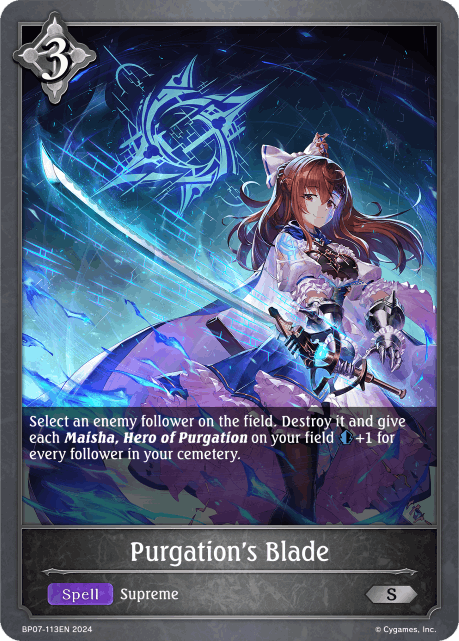 3
Select an enemy follower on the field. Destroy it and give
each Maisha, Hero of Purgation on your field +1 for
every follower in your cemetery.
Purgation's Blade
Spell Supreme S
BP07-113EN 2024 © Cygames, Inc.